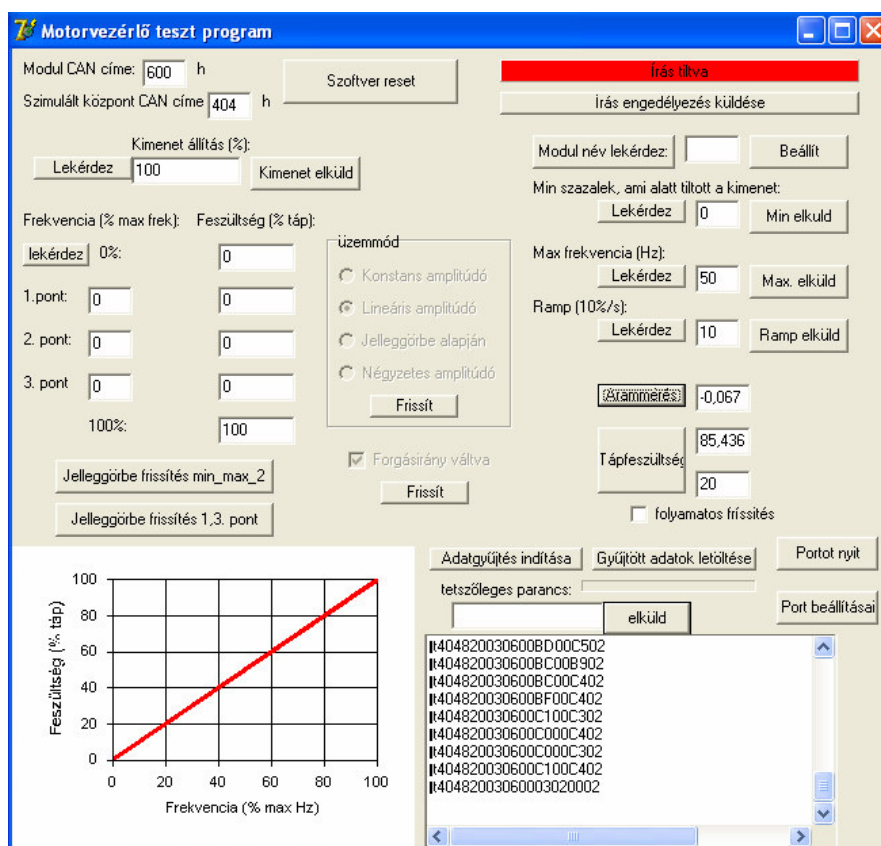 Motorvezérlő teszt program
Modul CAN címe: 600 h
Szoftver reset
Írás tiltva
Szimulált központ CAN címe 404 h
Írás engedélyezés küldése
Kimenet állítás (%):
Lekérdez 100 Kimenet elküld
Modul név lekérdez: Beállít
Min szazalek, ami alatt tiltott a kimenet:
Lekérdez 0 Min elkuld
Frekvencia (% max frek): Feszültség (% táp):
lekérdez 0%: 0
1.pont: 0 0
2. pont: 0 0
3. pont 0 0
100%: 100
Jelleggörbe frissítés min_max_2
Jelleggörbe frissítés 1,3. pont
üzemmód
Konstans amplitúdó
Lineáris amplitúdó
Jelleggörbe alapján
Négyzetes amplitúdó
Frissít
Forgásirány váltva
Frissít
Max frekvencia (Hz):
Lekérdez 50 Max. elküld
Ramp (10%/s):
Lekérdez 10 Ramp elküld
Árammérés -0,067
Tápfeszültség 85,436
20
folyamatos fríssités
Adatgyűjtés indítása Gyűjtött adatok letöltése Portot nyit
tetszőleges parancs:
elküld Port beállításai
t404820030600BD00C502
t404820030600BC00B902
t404820030600BC00C402
t404820030600BF00C402
t404820030600C100C302
t404820030600C000C402
t404820030600C000C302
t404820030600C100C402
t40482003060003020002
Feszültség (% táp)
100
80
60
40
20
0
0 20 40 60 80 100
Frekvencia (% max Hz)